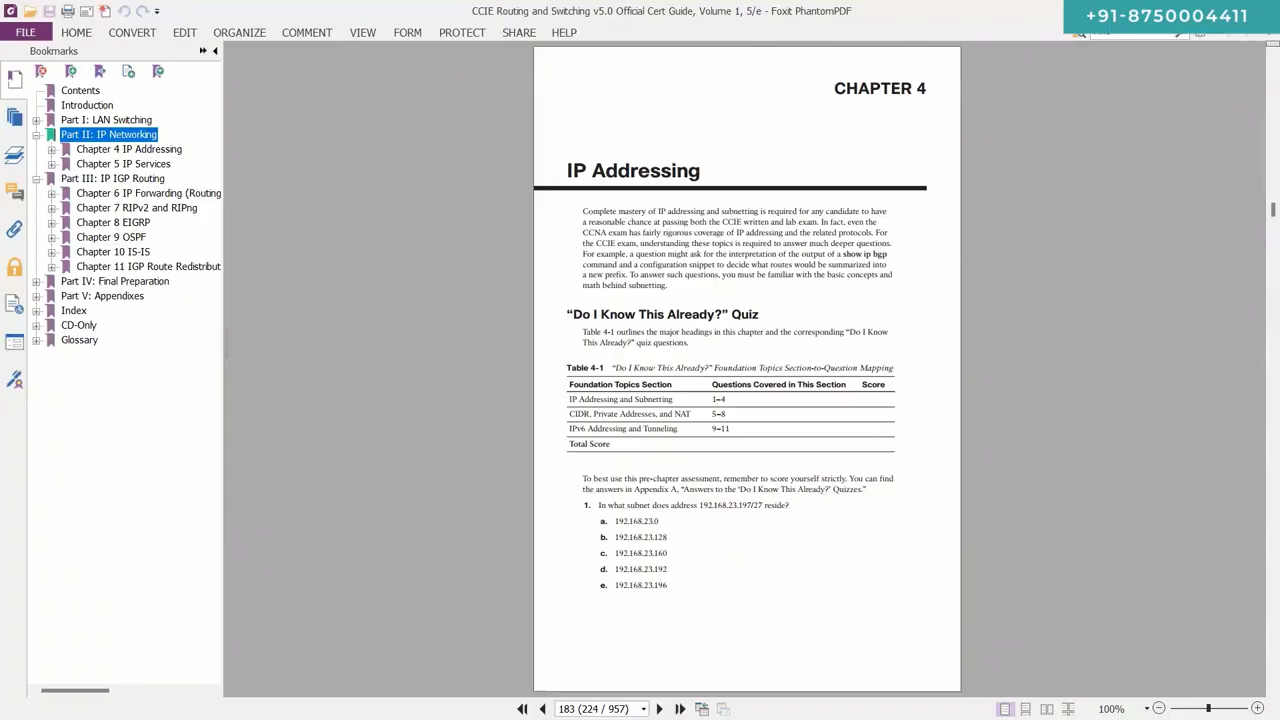 CCIE Routing and Switching v5.0 Official Cert Guide, Volume 1, 5/e - Foxit PhantomPDF
+91-8750004411
FILE HOME CONVERT EDIT ORGANIZE COMMENT VIEW FORM PROTECT SHARE HELP
Bookmarks
Contents
Introduction
Part I: LAN Switching
Part II: IP Networking
Chapter 4 IP Addressing
Chapter 5 IP Services
Part III: IP IGP Routing
Chapter 6 IP Forwarding (Routing
Chapter 7 RIPv2 and RIPng
Chapter 8 EIGRP
Chapter 9 OSPF
Chapter 10 IS-IS
Chapter 11 IGP Route Redistribut
Part IV: Final Preparation
Part V: Appendixes
Index
CD-Only
Glossary
CHAPTER 4
IP Addressing
Complete mastery of IP addressing and subnetting is required for any candidate to have
a reasonable chance at passing both the CCIE written and lab exam. In fact, even the
CCNA exam has fairly rigorous coverage of IP addressing and the related protocols. For
the CCIE exam, understanding these topics is required to answer much deeper questions.
For example, a question might ask for the interpretation of the output of a show ip bgp
command and a configuration snippet to decide what routes would be summarized into
a new prefix. To answer such questions, you must be familiar with the basic concepts and
math behind subnetting.
“Do I Know This Already?” Quiz
Table 4-1 outlines the major headings in this chapter and the corresponding “Do I Know
This Already?” quiz questions.
Table 4-1 “Do I Know This Already?” Foundation Topics Section-to-Question Mapping
Foundation Topics Section Questions Covered in This Section Score
IP Addressing and Subnetting 1–4
CIDR, Private Addresses, and NAT 5–8
IPv6 Addressing and Tunneling 9–11
Total Score
To best use this pre-chapter assessment, remember to score yourself strictly. You can find
the answers in Appendix A, “Answers to the ‘Do I Know This Already?’ Quizzes.”
1. In what subnet does address 192.168.23.197/27 reside?
a. 192.168.23.0
b. 192.168.23.128
c. 192.168.23.160
d. 192.168.23.192
e. 192.168.23.196
183 (224 / 957)
100%